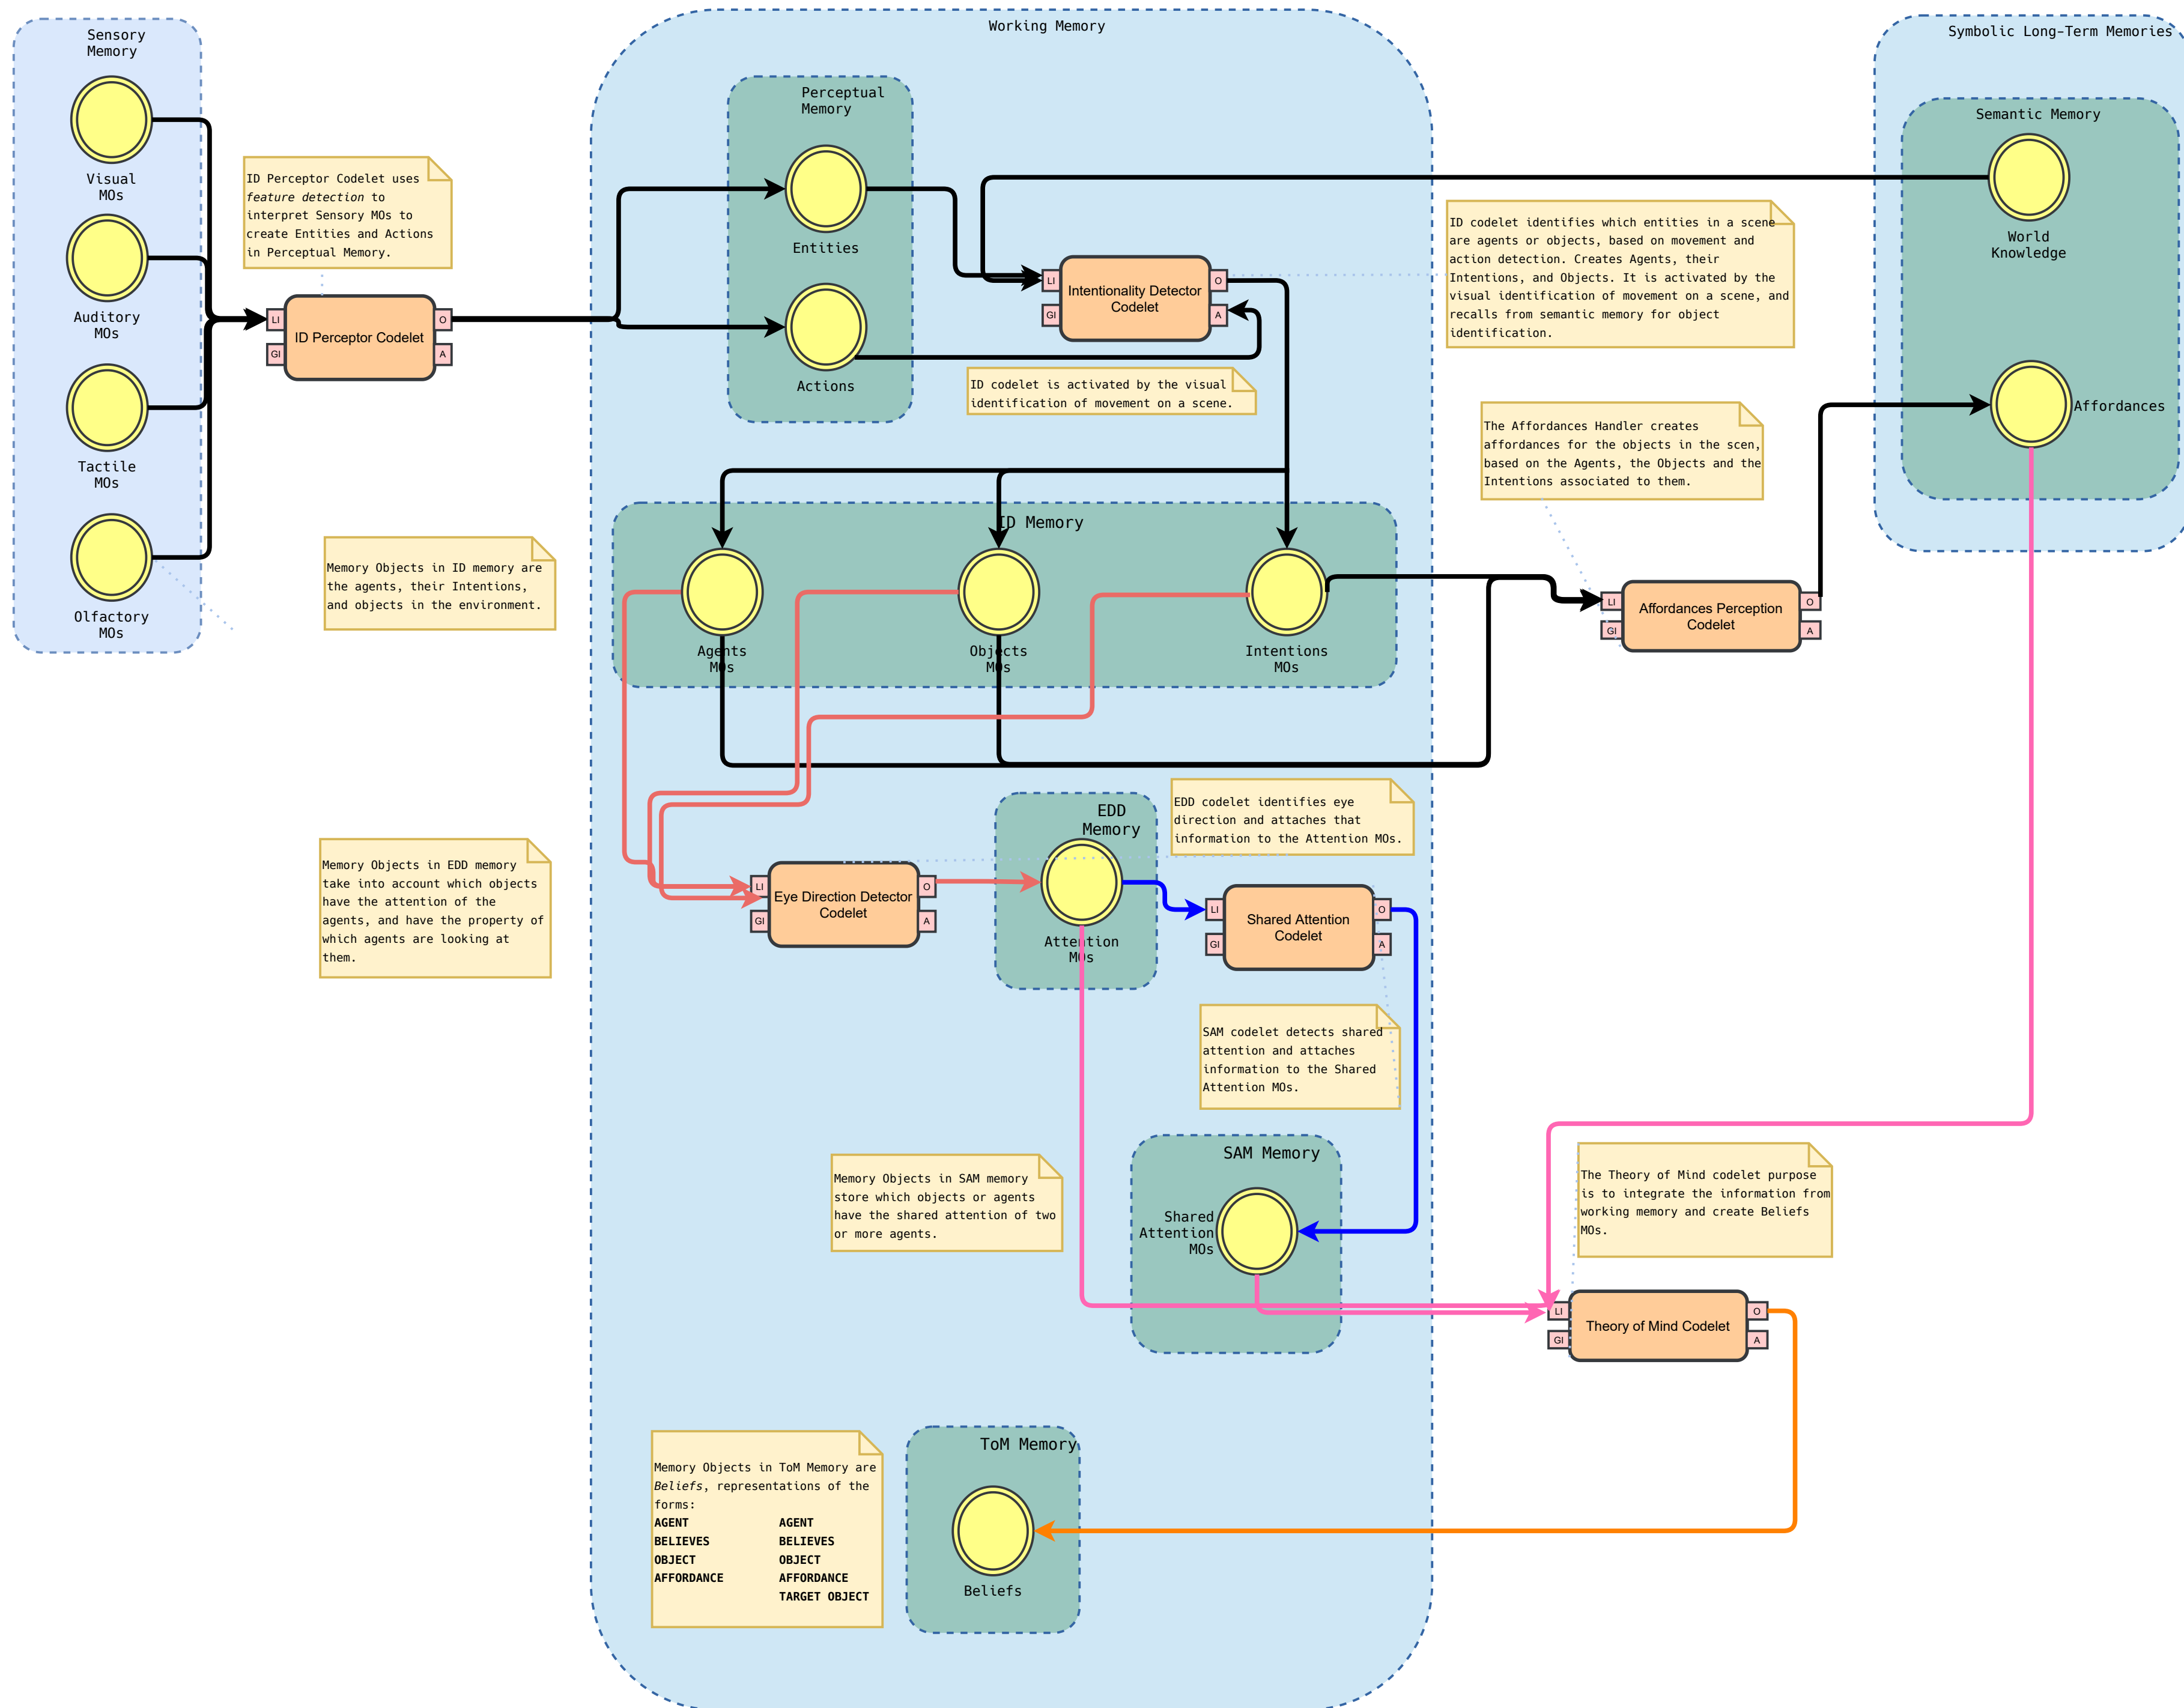 Sensory
Memory
Visual
MOs
Auditory
MOs
Tactile
MOs
Olfactory
MOs
ID Perceptor Codelet uses
feature detection to
interpret Sensory MOs to
create Entities and Actions
in Perceptual Memory.
LI
GI
ID Perceptor Codelet
O
A
Memory Objects in ID memory are
the agents, their Intentions,
and objects in the environment.
Memory Objects in EDD memory
take into account which objects
have the attention of the
agents, and have the property of
which agents are looking at
them.
Working Memory
Perceptual
Memory
Entities
Actions
LI
GI
Intentionality Detector
Codelet
O
A
ID codelet is activated by the visual
identification of movement on a scene.
ID Memory
Agents
MOs
Objects
MOs
Intentions
MOs
EDD
Memory
Attention
MOs
EDD codelet identifies eye
direction and attaches that
information to the Attention MOs.
LI
GI
Eye Direction Detector
Codelet
O
A
LI
GI
Shared Attention
Codelet
O
A
SAM codelet detects shared
attention and attaches
information to the Shared
Attention MOs.
Memory Objects in SAM memory
store which objects or agents
have the shared attention of two
or more agents.
SAM Memory
Shared
Attention
MOs
Memory Objects in ToM Memory are
Beliefs, representations of the
forms:
AGENT AGENT
BELIEVES BELIEVES
OBJECT OBJECT
AFFORDANCE AFFORDANCE
TARGET OBJECT
ToM Memory
Beliefs
Symbolic Long-Term Memories
Semantic Memory
World
Knowledge
Affordances
ID codelet identifies which entities in a scene
are agents or objects, based on movement and
action detection. Creates Agents, their
Intentions, and Objects. It is activated by the
visual identification of movement on a scene, and
recalls from semantic memory for object
identification.
The Affordances Handler creates
affordances for the objects in the scen,
based on the Agents, the Objects and the
Intentions associated to them.
LI
GI
Affordances Perception
Codelet
O
A
The Theory of Mind codelet purpose
is to integrate the information from
working memory and create Beliefs
MOs.
LI
GI
Theory of Mind Codelet
O
A